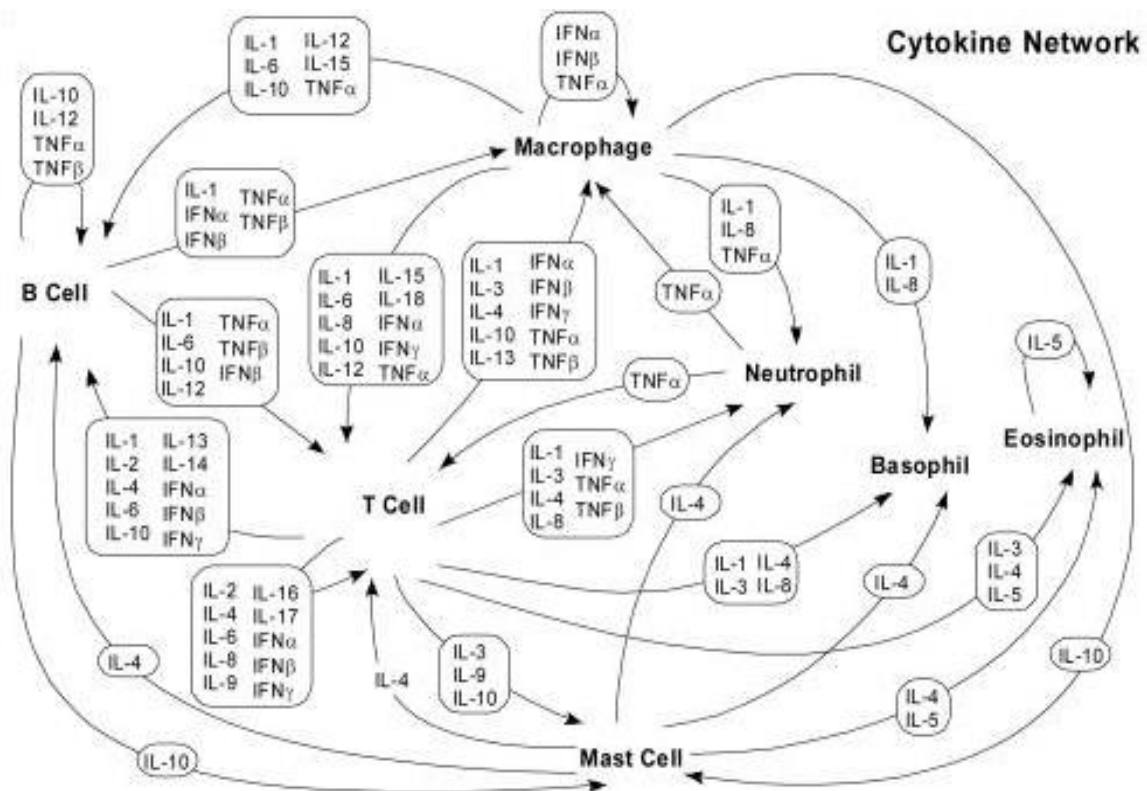 Cytokine Network
IL-1 IL-12
IL-6 IL-15
IL-10 TNFα
IFNα
IFNβ
TNFα
IL-10
IL-12
TNFα
TNFβ
Macrophage
IL-1 TNFα
IFNα TNFβ
IFNβ
IL-1
IL-8
TNFα
B Cell
IL-1 IL-15
IL-6 IL-18
IL-8 IFNα
IL-10 IFNγ
IL-12 TNFα
IL-1 IFNα
IL-3 IFNβ
IL-4 IFNγ
IL-10 TNFα
IL-13 TNFβ
TNFα
IL-1
IL-8
IL-1 TNFα
IL-6 TNFβ
IL-10 IFNβ
IL-12
TNFα
Neutrophil
IL-5
IL-1 IL-13
IL-2 IL-14
IL-4 IFNα
IL-6 IFNβ
IL-10 IFNγ
T Cell
IL-1 IFNγ
IL-3 TNFα
IL-4 TNFβ
IL-8
IL-4
Basophil
Eosinophil
IL-2 IL-16
IL-4 IL-17
IL-6 IFNα
IL-8 IFNβ
IL-9 IFNγ
IL-1 IL-4
IL-3 IL-8
IL-4
IL-3
IL-4
IL-5
IL-4
IL-4
IL-3
IL-9
IL-10
IL-4
IL-5
IL-10
IL-10
Mast Cell